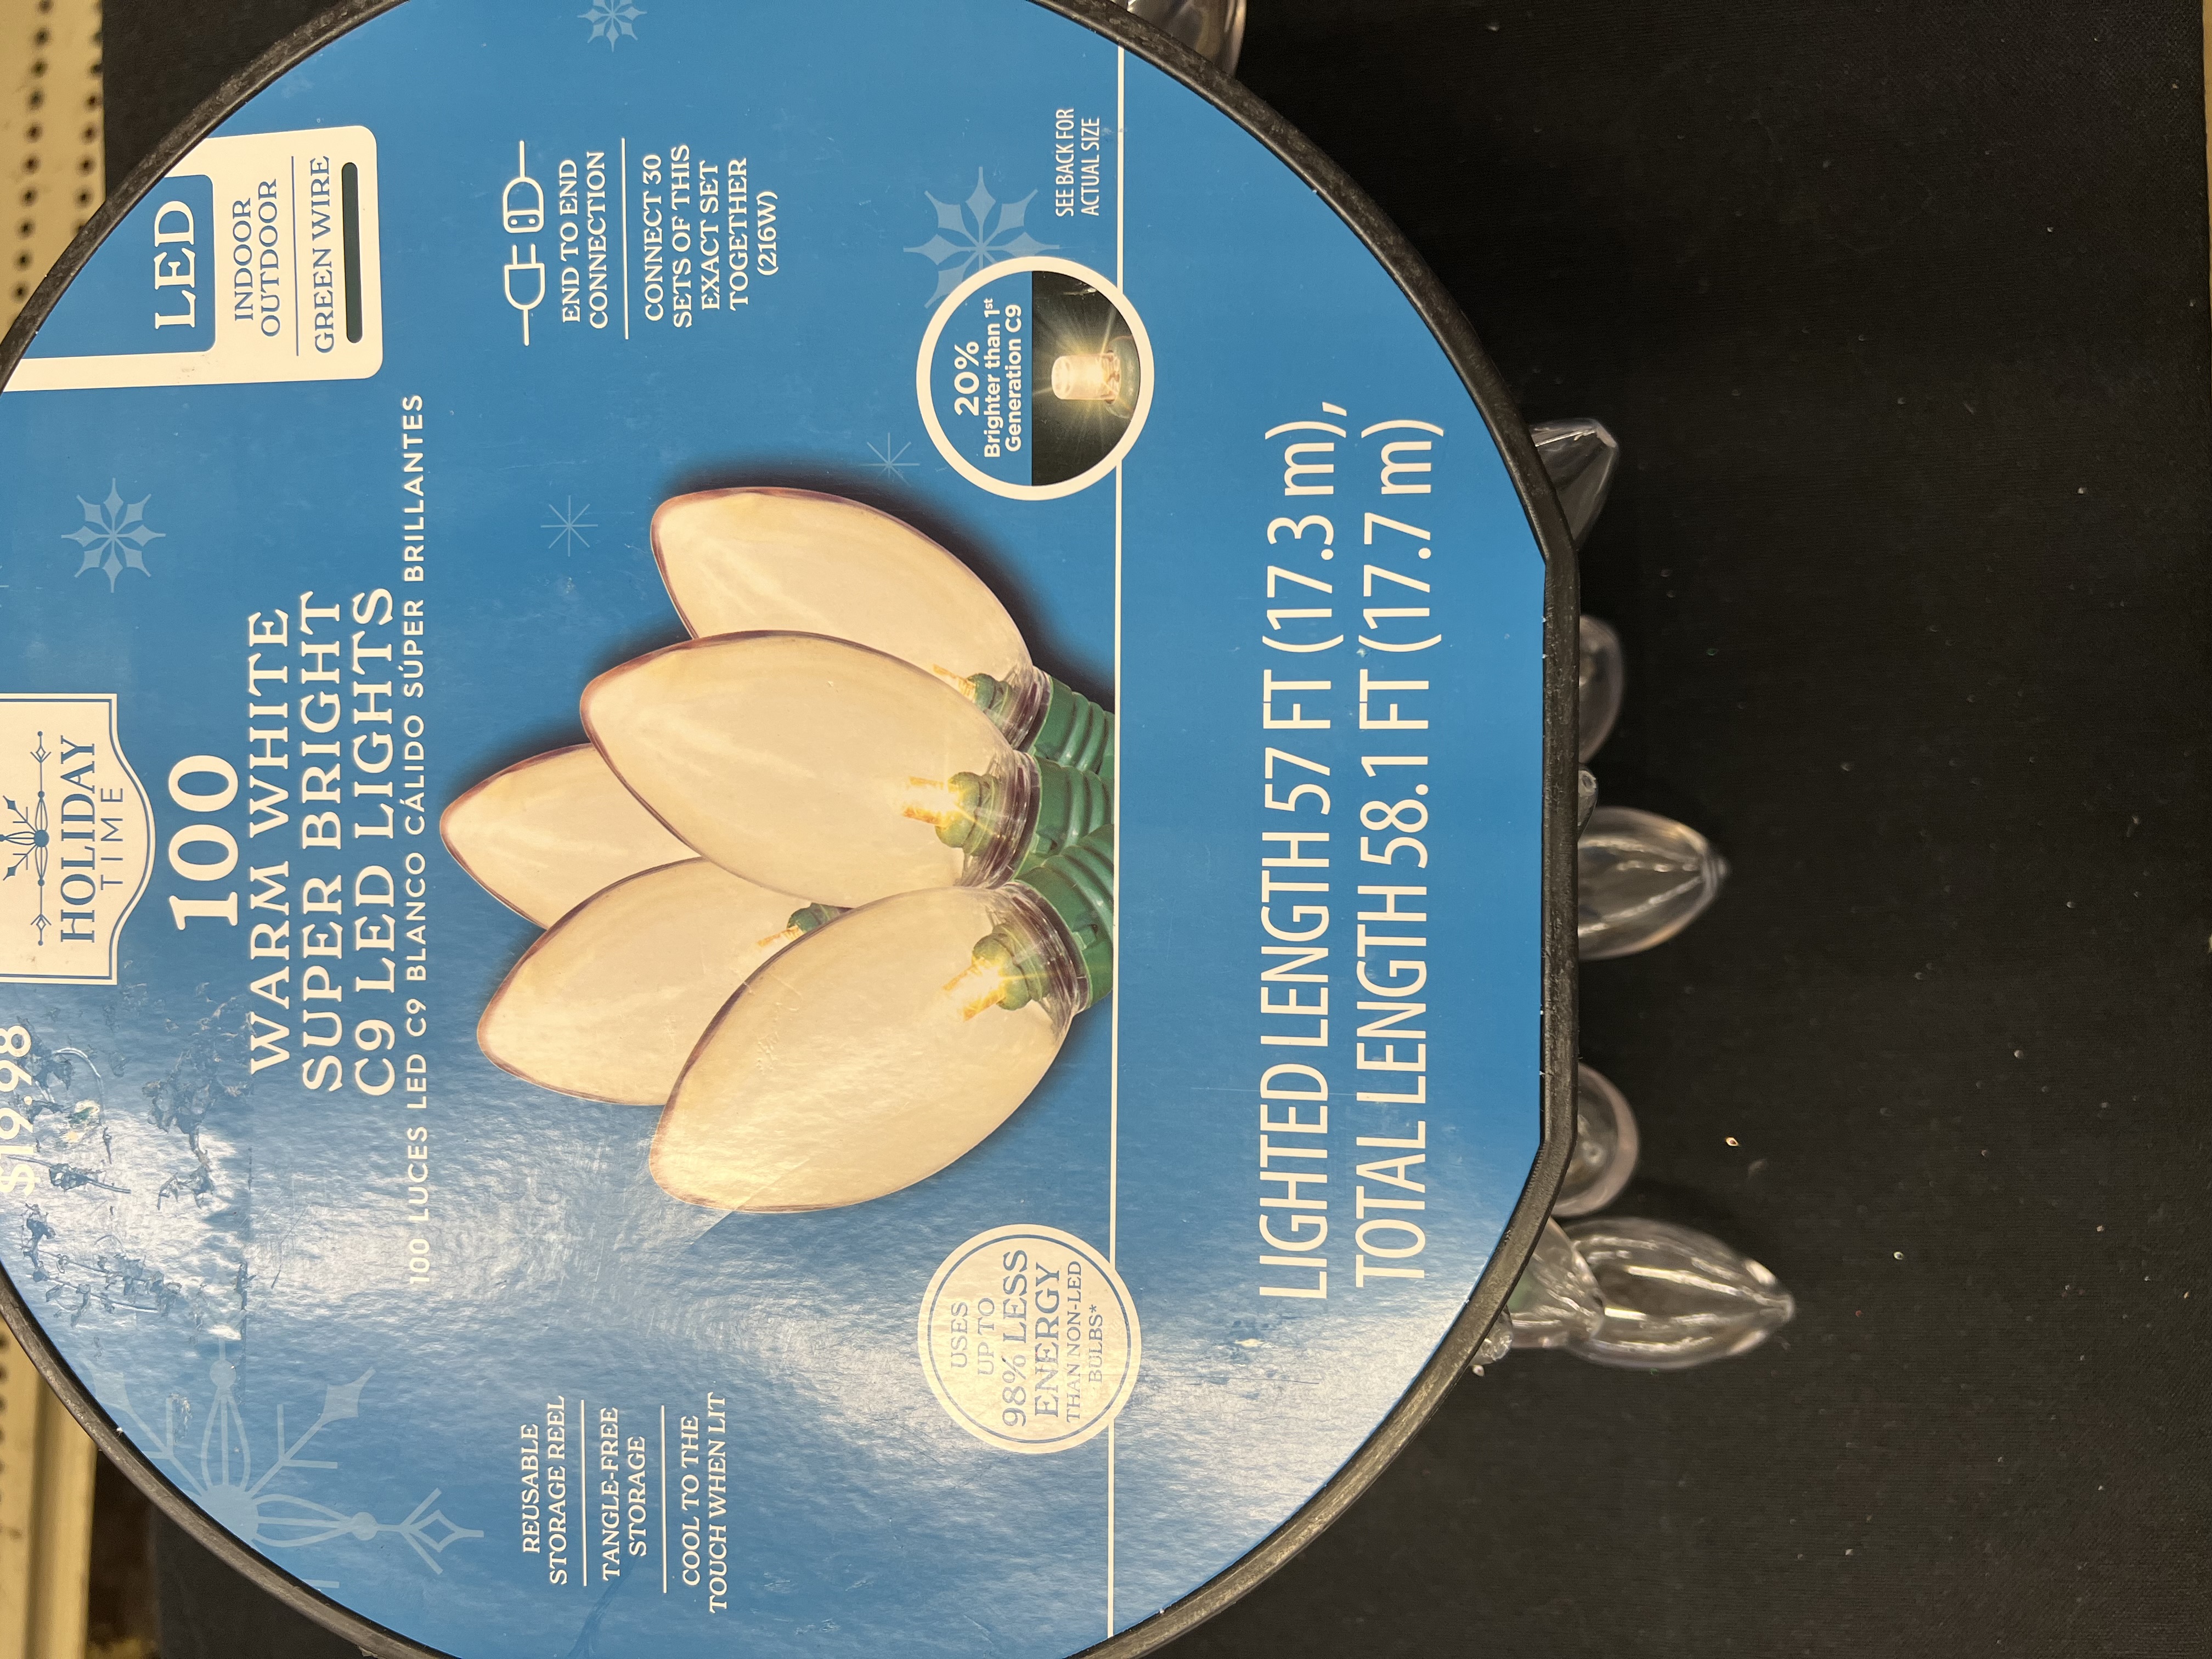 $19.98
HOLIDAY
TIME
LED
INDOOR
OUTDOOR
GREEN WIRE
100
WARM WHITE
SUPER BRIGHT
C9 LED LIGHTS
100 LUCES LED C9 BLANCO CÁLIDO SÚPER BRILLANTES
REUSABLE
STORAGE REEL
TANGLE-FREE
STORAGE
COOL TO THE
TOUCH WHEN LIT
END TO END
CONNECTION
CONNECT 30
SETS OF THIS
EXACT SET
TOGETHER
(216W)
USES
UP TO
98% LESS
ENERGY
THAN NON-LED
BULBS*
20%
Brighter than 1st
Generation C9
SEE BACK FOR
ACTUAL SIZE
LIGHTED LENGTH 57 FT (17.3 m),
TOTAL LENGTH 58.1 FT (17.7 m)